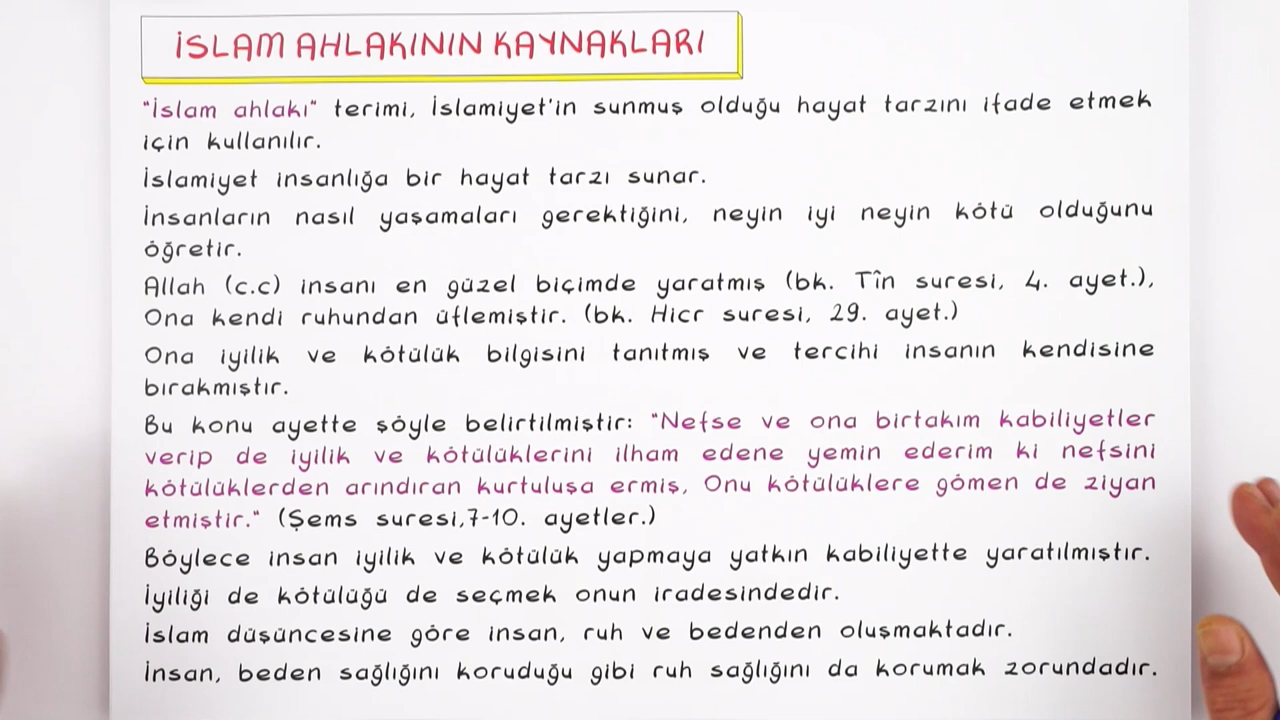 İSLAM AHLAKININ KAYNAKLARI
"İslam ahlakı" terimi, İslamiyet'in sunmuş olduğu hayat tarzını ifade etmek
için kullanılır.
İslamiyet insanlığa bir hayat tarzı sunar.
İnsanların nasıl yaşamaları gerektiğini, neyin iyi neyin kötü olduğunu
öğretir.
Allah (c.c) insanı en güzel biçimde yaratmış (bk. Tîn suresi, 4. ayet.),
Ona kendi ruhundan üflemiştir. (bk. Hicr suresi, 29. ayet.)
Ona iyilik ve kötülük bilgisini tanıtmış ve tercihi insanın kendisine
bırakmıştır.
Bu konu ayette şöyle belirtilmiştir: "Nefse ve ona birtakım kabiliyetler
verip de iyilik ve kötülüklerini ilham edene yemin ederim ki nefsini
kötülüklerden arındıran kurtuluşa ermiş, Onu kötülüklere gömen de ziyan
etmiştir." (Şems suresi,7-10. ayetler.)
Böylece insan iyilik ve kötülük yapmaya yatkın kabiliyette yaratılmıştır.
İyiliği de kötülüğü de seçmek onun iradesindedir.
İslam düşüncesine göre insan, ruh ve bedenden oluşmaktadır.
İnsan, beden sağlığını koruduğu gibi ruh sağlığını da korumak zorundadır.